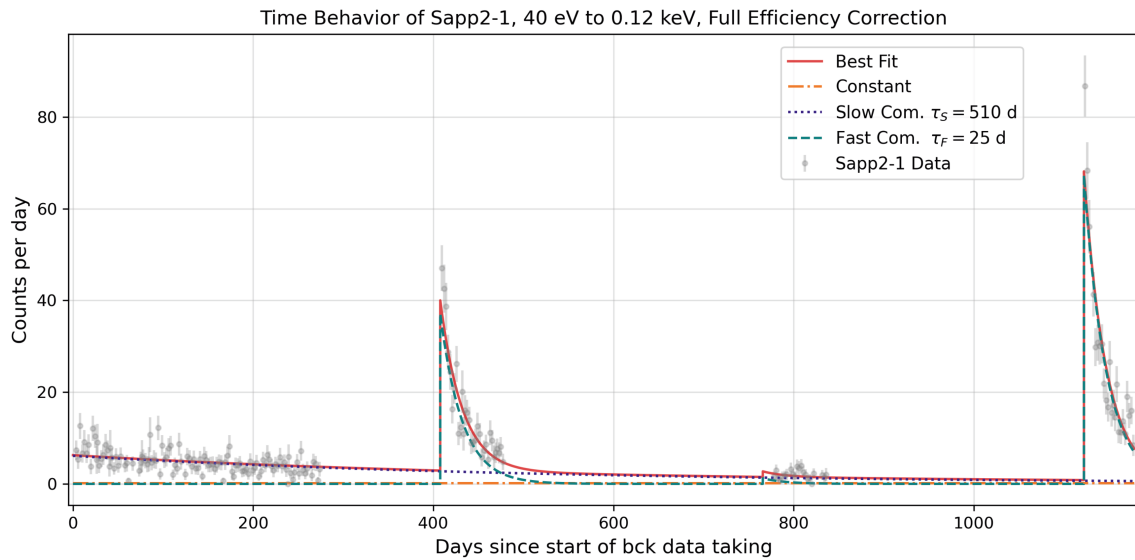 Time Behavior of Sapp2-1, 40 eV to 0.12 keV, Full Efficiency Correction
Counts per day
80
60
40
20
0
Best Fit
Constant
Slow Com. τ_S = 510 d
Fast Com. τ_F = 25 d
Sapp2-1 Data
0 200 400 600 800 1000
Days since start of bck data taking